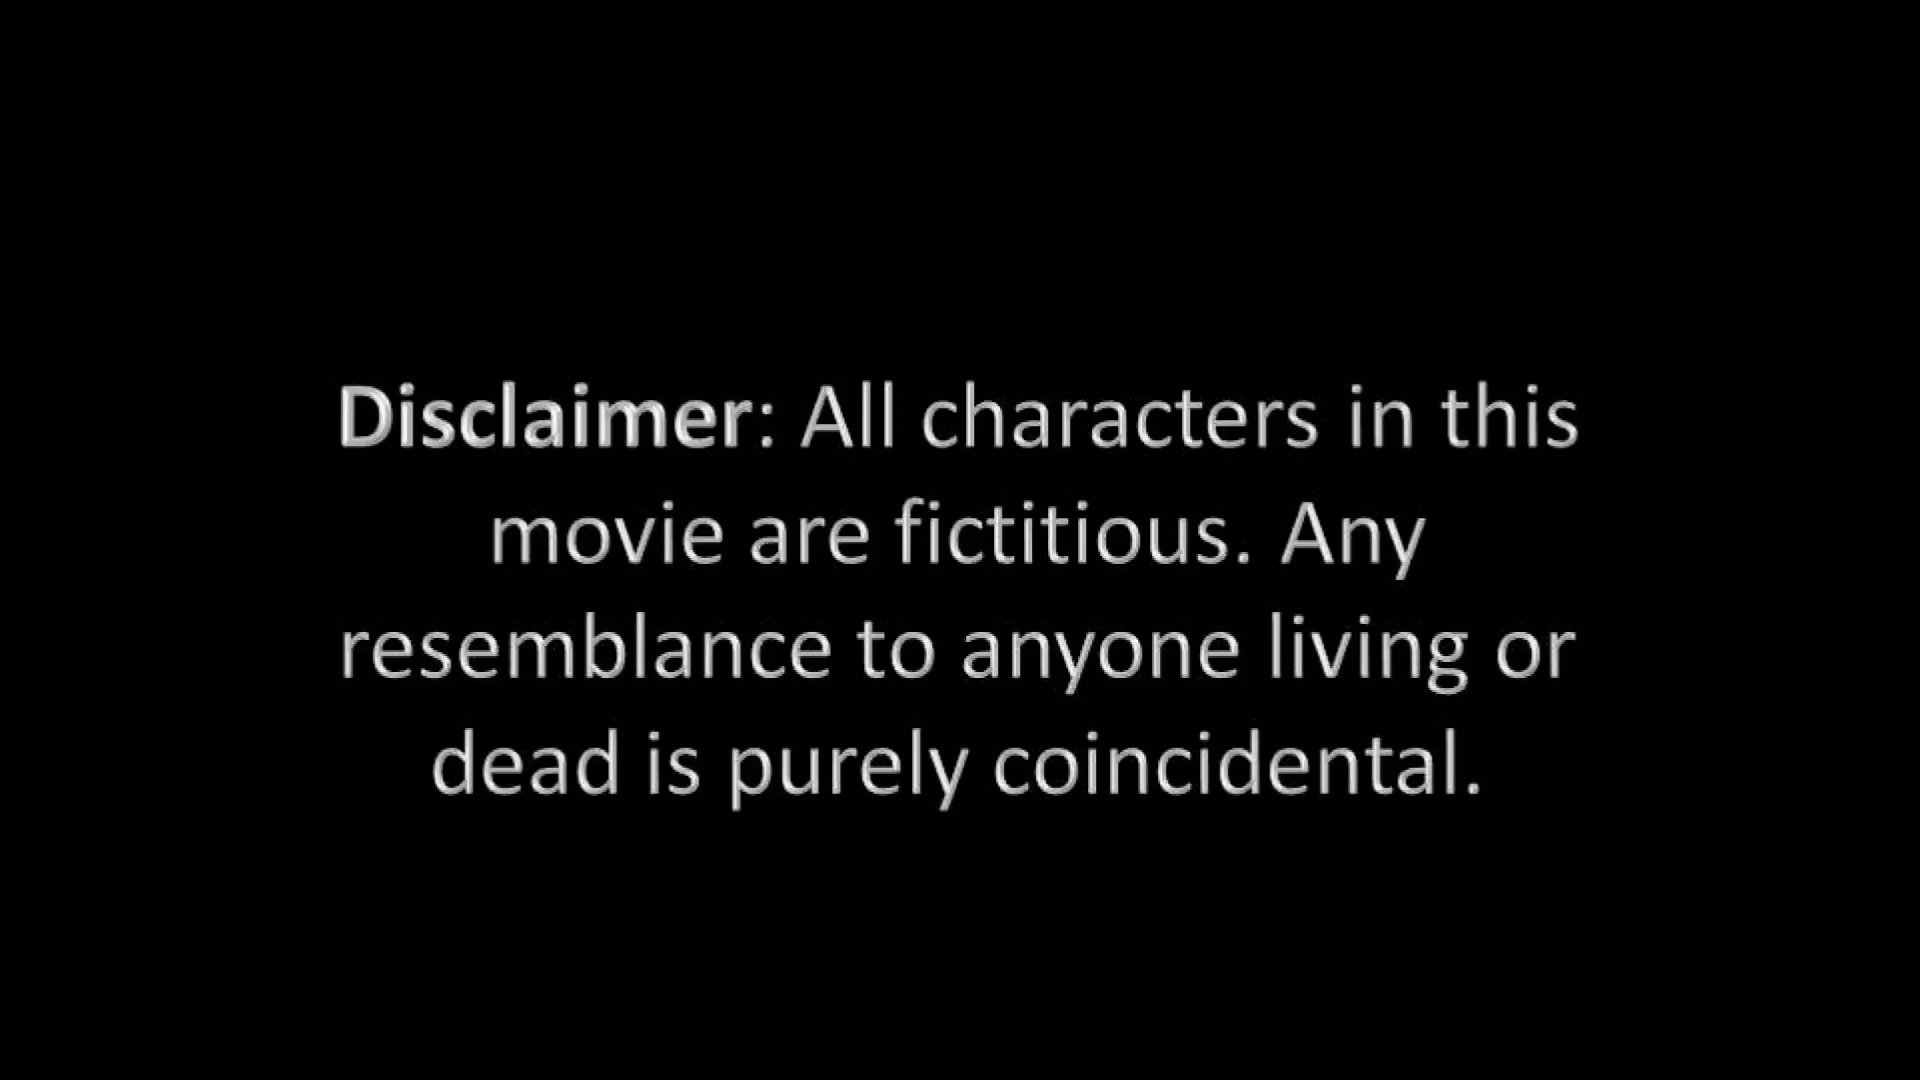 Disclaimer: All characters in this
movie are fictitious. Any
resemblance to anyone living or
dead is purely coincidental.